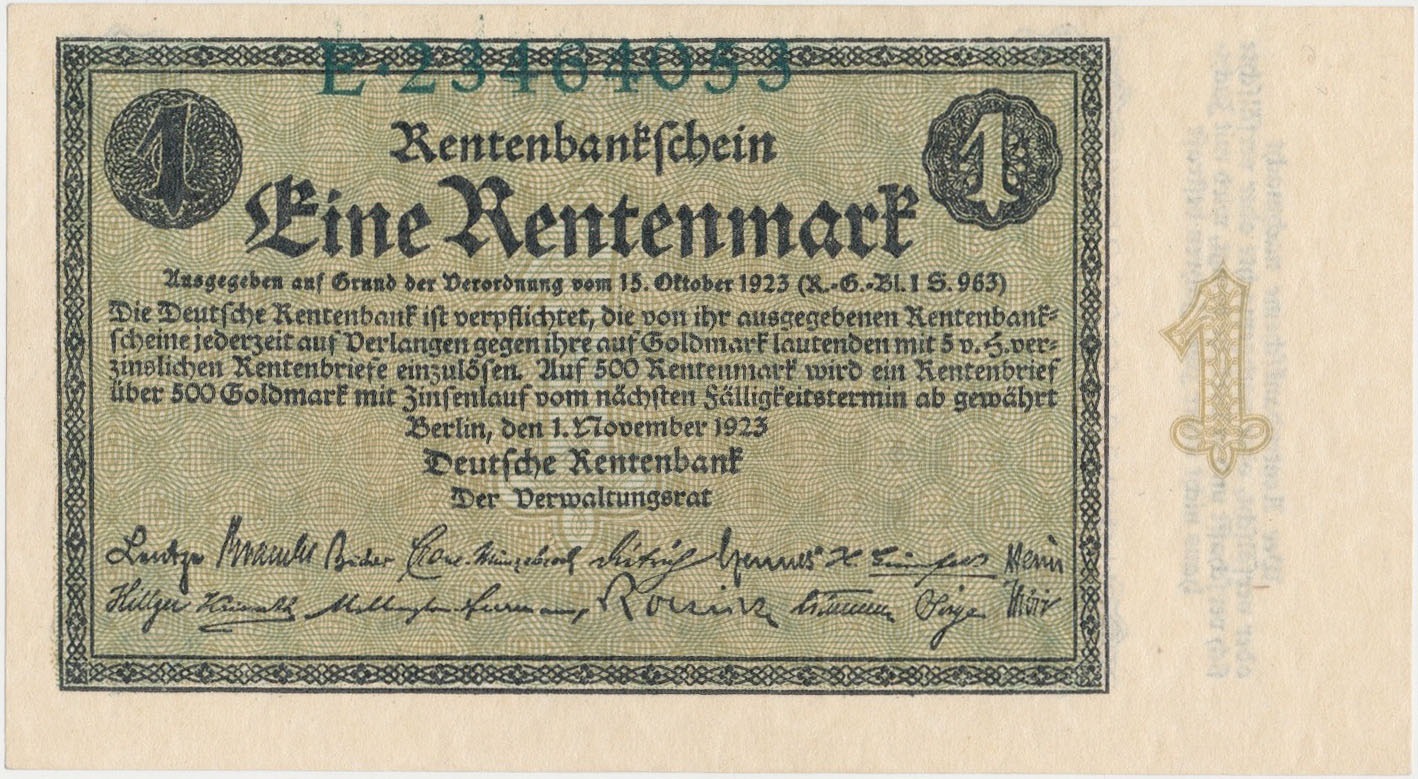 E·23464053
1 1
Rentenbankschein
Eine Rentenmark
Ausgegeben auf Grund der Verordnung vom 15. Oktober 1923 (R.-G.-Bl. I S. 963)
Die Deutsche Rentenbank ist verpflichtet, die von ihr ausgegebenen Rentenbank-
scheine jederzeit auf Verlangen gegen ihre auf Goldmark lautenden mit 5 v. H. ver-
zinslichen Rentenbriefe einzulösen. Auf 500 Rentenmark wird ein Rentenbrief
über 500 Goldmark mit Zinsenlauf vom nächsten Fälligkeitstermin ab gewährt
Berlin, den 1. November 1923
Deutsche Rentenbank
Der Verwaltungsrat
Lentze
Hillger
1